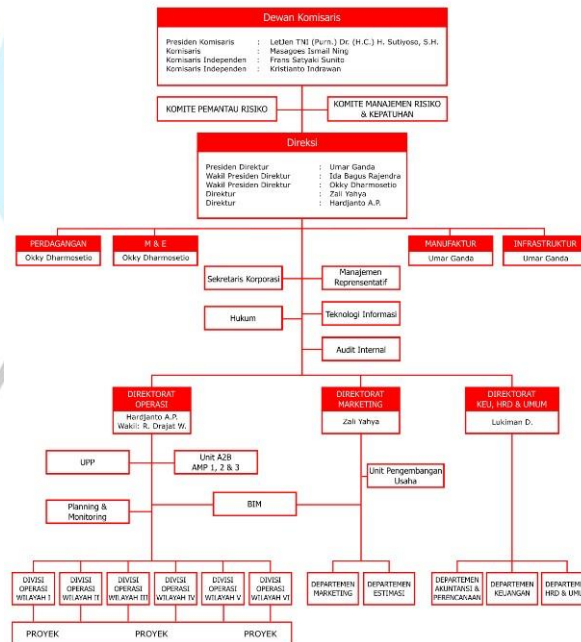 Dewan Komisaris
Presiden Komisaris : LetJen TNI (Purn.) Dr. (H.C.) H. Sutiyoso, S.H.
Komisaris : Masagoes Ismail Ning
Komisaris Independen : Frans Satyaki Sunito
Komisaris Independen : Kristianto Indrawan
KOMITE PEMANTAU RISIKO
KOMITE MANAJEMEN RISIKO
& KEPATUHAN
Direksi
Presiden Direktur : Umar Ganda
Wakil Presiden Direktur : Ida Bagus Rajendra
Wakil Presiden Direktur : Okky Dharmosetio
Direktur : Zali Yahya
Direktur : Hardjanto A.P.
PERDAGANGAN
Okky Dharmosetio
M & E
Okky Dharmosetio
MANUFAKTUR
Umar Ganda
INFRASTRUKTUR
Umar Ganda
Sekretaris Korporasi
Manajemen
Reprensentatif
Hukum
Teknologi Informasi
Audit Internal
DIREKTORAT
OPERASI
Hardjanto A.P.
Wakil: R. Drajat W.
DIREKTORAT
MARKETING
Zali Yahya
DIREKTORAT
KEU, HRD & UMUM
Lukiman D.
UPP
Unit A2B
AMP 1, 2 & 3
Unit Pengembangan
Usaha
Planning &
Monitoring
BIM
DIVISI
OPERASI
WILAYAH I
DIVISI
OPERASI
WILAYAH II
DIVISI
OPERASI
WILAYAH III
DIVISI
OPERASI
WILAYAH IV
DIVISI
OPERASI
WILAYAH V
DIVISI
OPERASI
WILAYAH VI
DEPARTEMEN
MARKETING
DEPARTEMEN
ESTIMASI
DEPARTEMEN
AKUNTANSI &
PERENCANAAN
DEPARTEMEN
KEUANGAN
DEPARTEMEN
HRD & UMUM
PROYEK PROYEK PROYEK